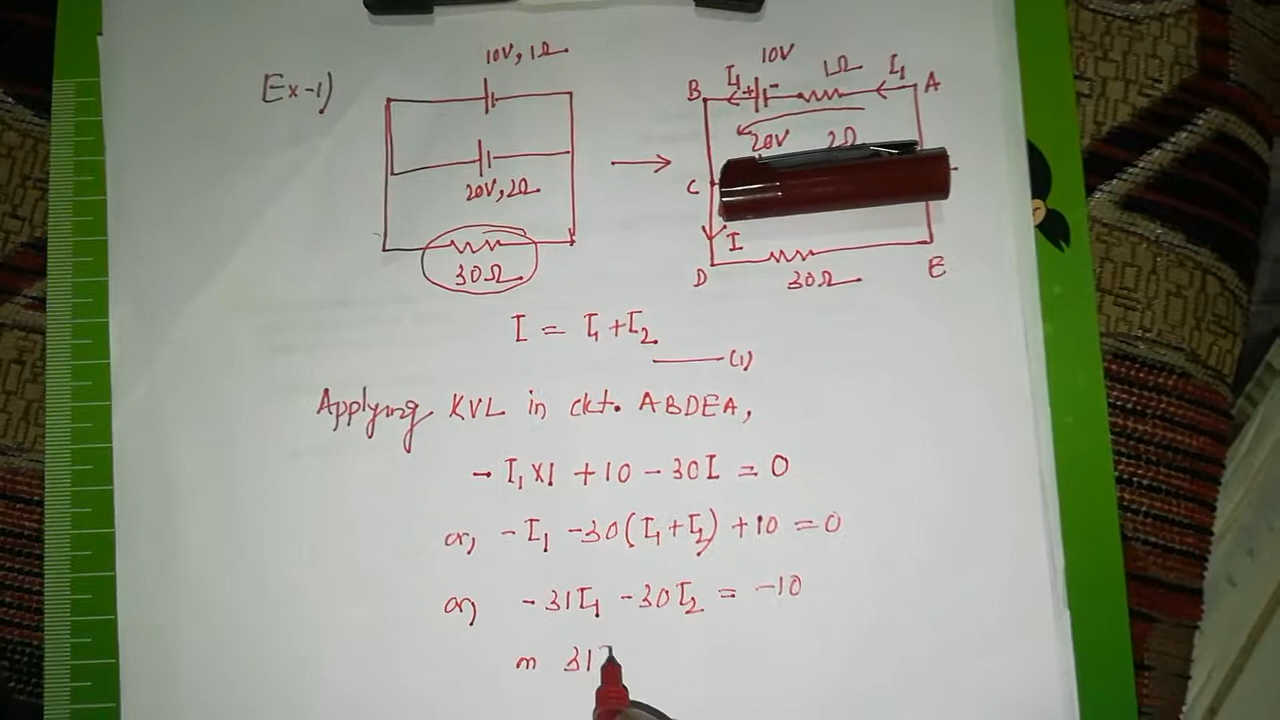 Ex-1)
10V, 1Ω
20V, 2Ω
30Ω
10V
B I₁ + - 1Ω I₁ A
20V 2Ω
C
I
D 30Ω E
I = I₁ + I₂
(1)
Applying KVL in ckt. ABDEA,
- I₁ X 1 + 10 - 30I = 0
or, - I₁ - 30(I₁ + I₂) + 10 = 0
or, - 31I₁ - 30I₂ = -10
or 31